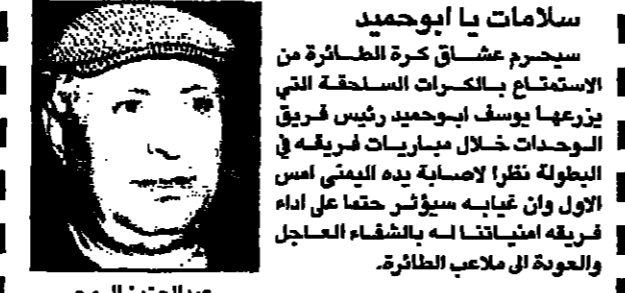 سلامات يا ابوحميد
سيحرم عشاق كرة الطائرة من
الاستمتاع بالكرات الساحقة التي
يزرعها يوسف ابوحميد رئيس فريق
الوحدات خلال مباريات فريقه في
البطولة نظرا لاصابة يده اليمنى امس
الاول وان غيابه سيؤثر حتما على اداء
فريقه امنياتنا له بالشفاء العاجل
والعودة الى ملاعب الطائرة.